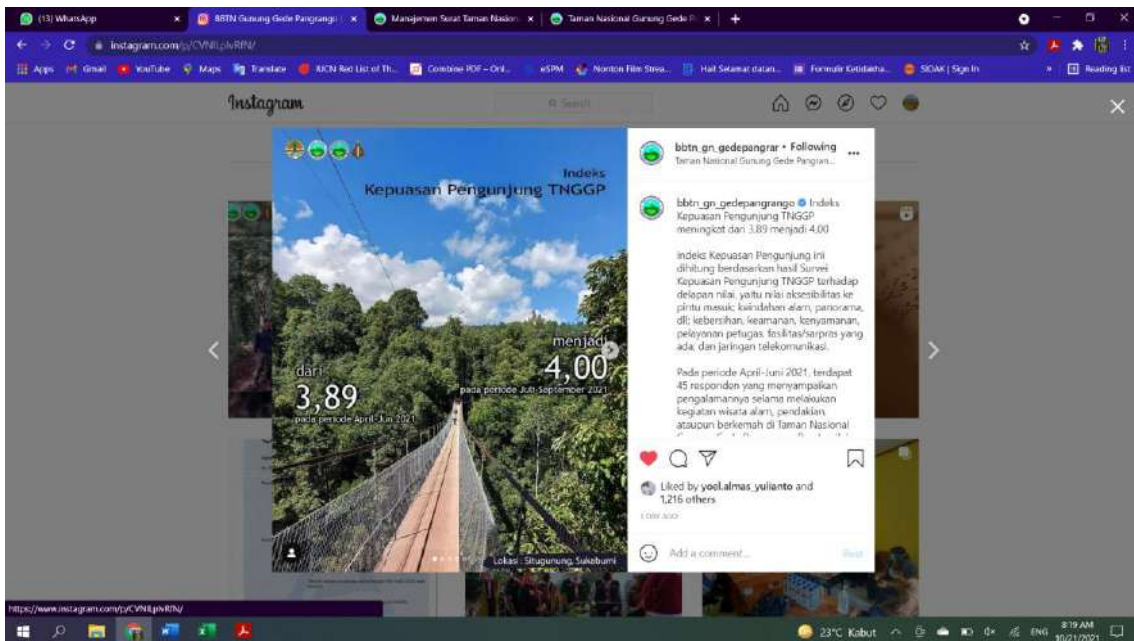 (13) WhatsApp
BBTN Gunung Gede Pangrango |
Manajemen Surat Taman Nasion
Taman Nasional Gunung Gede P
instagram.com/p/CVNILplvRfN/
Apps
Gmail
YouTube
Maps
Translate
IUCN Red List of Th...
Combine PDF – Onl...
eSPM
Nonton Film Strea...
Hail Selamat datan...
Formulir Ketidakha...
SIDAK | Sign In
»
Reading list
Instagram
Search
Indeks
Kepuasan Pengunjung TNGGP
dari
3,89
pada periode April-Jun 2021
menjadi
4,00
pada periode Juli-September 2021
Lokasi : Situgunung, Sukabumi
bbtn_gn_gedepangrar • Following
Taman Nasional Gunung Gede Pangran...
bbtn_gn_gedepangrango Indeks
Kepuasan Pengunjung TNGGP
meningkat dari 3,89 menjadi 4,00
Indeks Kepuasan Pengunjung ini
dihitung berdasarkan hasil Survei
Kepuasan Pengunjung TNGGP terhadap
delapan nilai, yaitu nilai aksesibilitas ke
pintu masuk; keindahan alam, panorama,
dll; kebersihan, keamanan, kenyamanan,
pelayanan petugas, fasilitas/sarpras yang
ada; dan jaringan telekomunikasi.
Pada periode April-Juni 2021, terdapat
45 responden yang menyampaikan
pengalamannya selama melakukan
kegiatan wisata alam, pendakian,
ataupun berkemah di Taman Nasional
Liked by yoel.almas_yulianto and
1,216 others
1 DAY AGO
Add a comment...
Post
https://www.instagram.com/p/CVNILplvRfN/
23°C Kabut
ENG
8:19 AM
10/21/2021